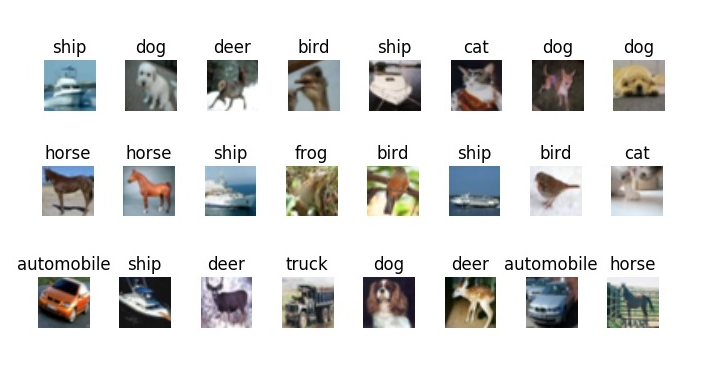 ship dog deer bird ship cat dog dog
horse horse ship frog bird ship bird cat
automobile ship deer truck dog deer automobile horse